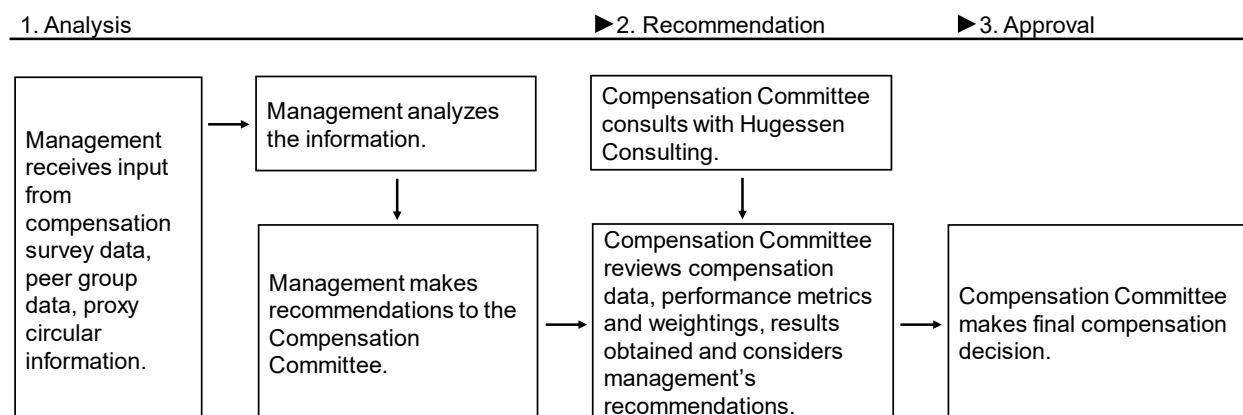 1. Analysis
▶2. Recommendation
▶3. Approval
Management
receives input
from
compensation
survey data,
peer group
data, proxy
circular
information.
Management analyzes
the information.
Management makes
recommendations to the
Compensation
Committee.
Compensation Committee
consults with Hugessen
Consulting.
Compensation Committee
reviews compensation
data, performance metrics
and weightings, results
obtained and considers
management’s
recommendations.
Compensation Committee
makes final compensation
decision.